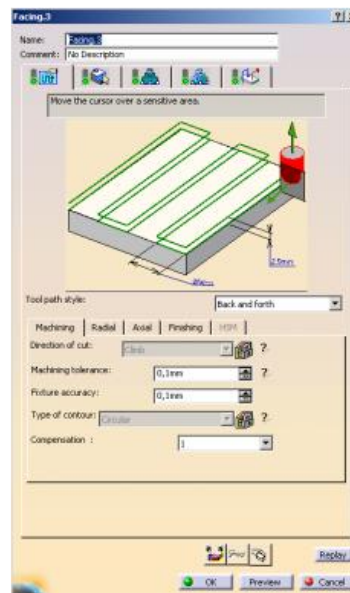 Facing.3
Name: Facing.3
Comment: No Description
Move the cursor over a sensitive area.
2.5mm
Tool path style: Back and forth
Machining Radial Axial Finishing HSM
Direction of cut: Climb ?
Machining tolerance: 0,1mm ?
Fixture accuracy: 0,1mm
Type of contour: Circular ?
Compensation : 1
Replay
OK Preview Cancel